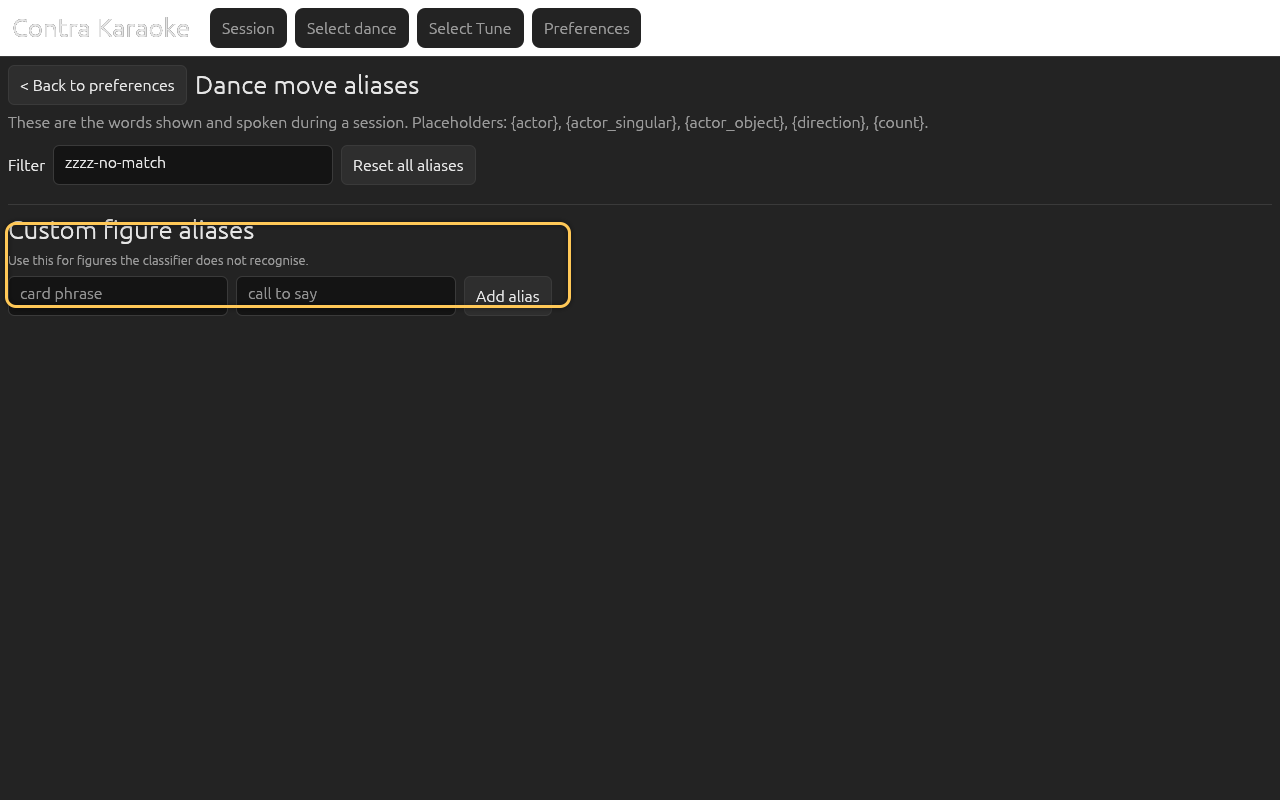 Contra Karaoke
Session
Select dance
Select Tune
Preferences
< Back to preferences
Dance move aliases
These are the words shown and spoken during a session. Placeholders: {actor}, {actor_singular}, {actor_object}, {direction}, {count}.
Filter
zzzz-no-match
Reset all aliases
Custom figure aliases
Use this for figures the classifier does not recognise.
card phrase
call to say
Add alias